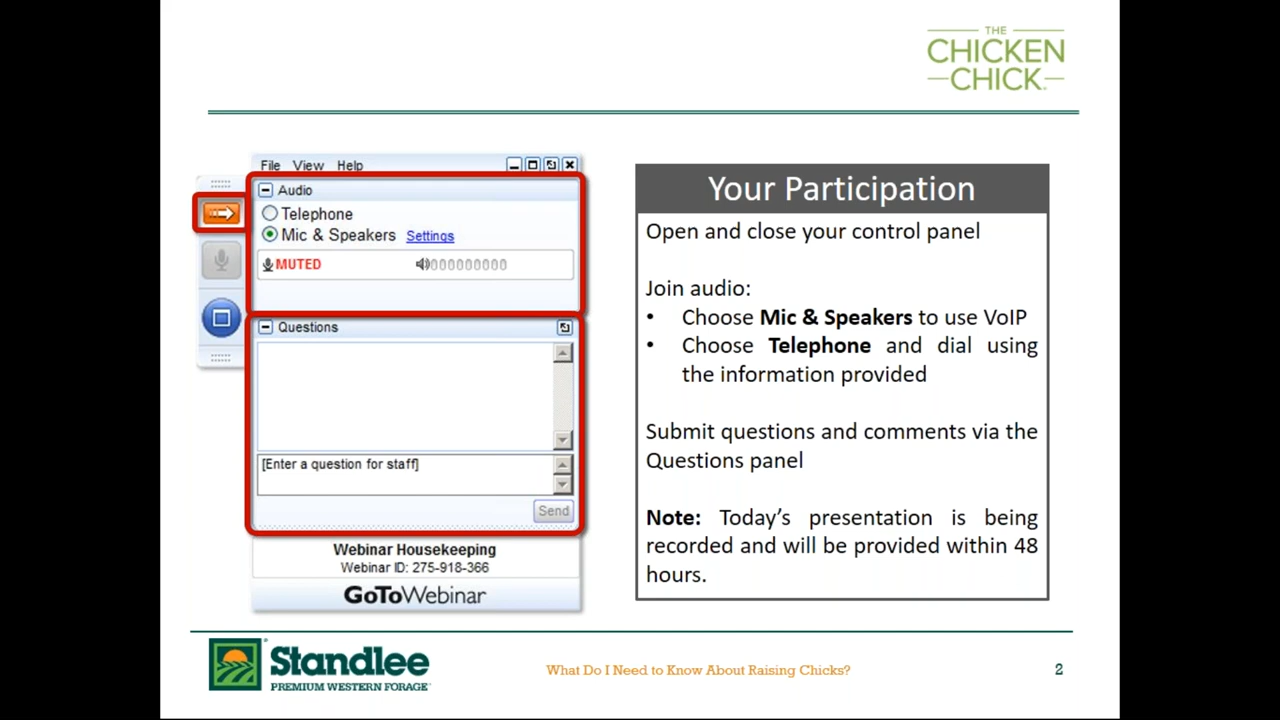 THE
CHICKEN
CHICK
File View Help
Audio
Telephone
Mic & Speakers Settings
MUTED 000000000
Questions
[Enter a question for staff]
Send
Webinar Housekeeping
Webinar ID: 275-918-366
GoToWebinar
Your Participation
Open and close your control panel
Join audio:
• Choose Mic & Speakers to use VoIP
• Choose Telephone and dial using
the information provided
Submit questions and comments via the
Questions panel
Note: Today's presentation is being
recorded and will be provided within 48
hours.
Standlee
PREMIUM WESTERN FORAGE
What Do I Need to Know About Raising Chicks?
2